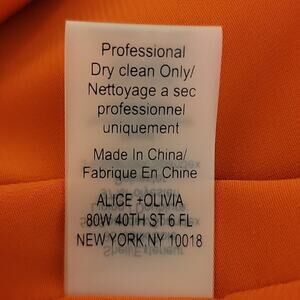 Professional
Dry clean Only/
Nettoyage a sec
professionnel
uniquement
Made In China/
Fabrique En Chine
ALICE +OLIVIA
80W 40TH ST 6 FL
NEW YORK,NY 10018